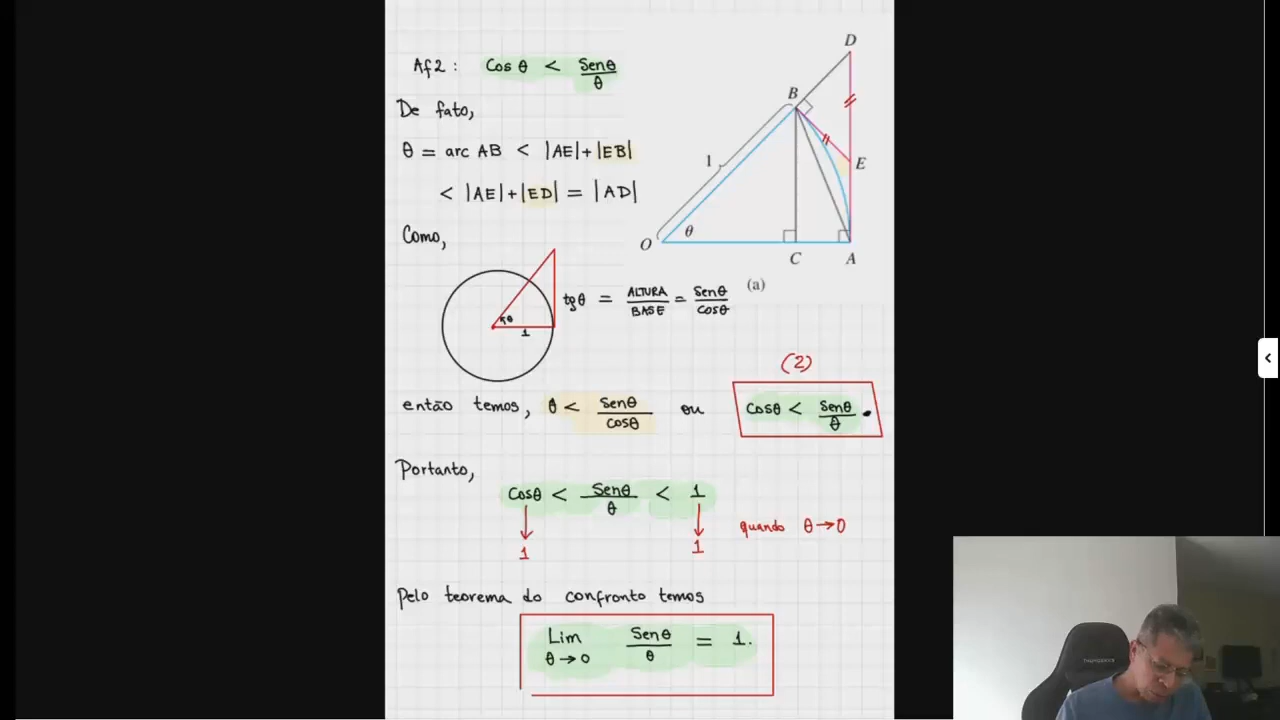 Af2: Cos θ < Senθ/θ
De fato,
θ = arc AB < |AE|+|EB|
< |AE|+|ED| = |AD|
Como,
D
B
1
E
θ
O
C
A
(a)
θ
1
tgθ = ALTURA/BASE = Senθ/Cosθ
(2)
então temos, θ < Senθ/cosθ ou Cosθ < Senθ/θ.
Portanto,
Cosθ < Senθ/θ < 1
quando θ→0
1 1
Pelo teorema do confronto temos
Lim θ→0 Senθ/θ = 1.